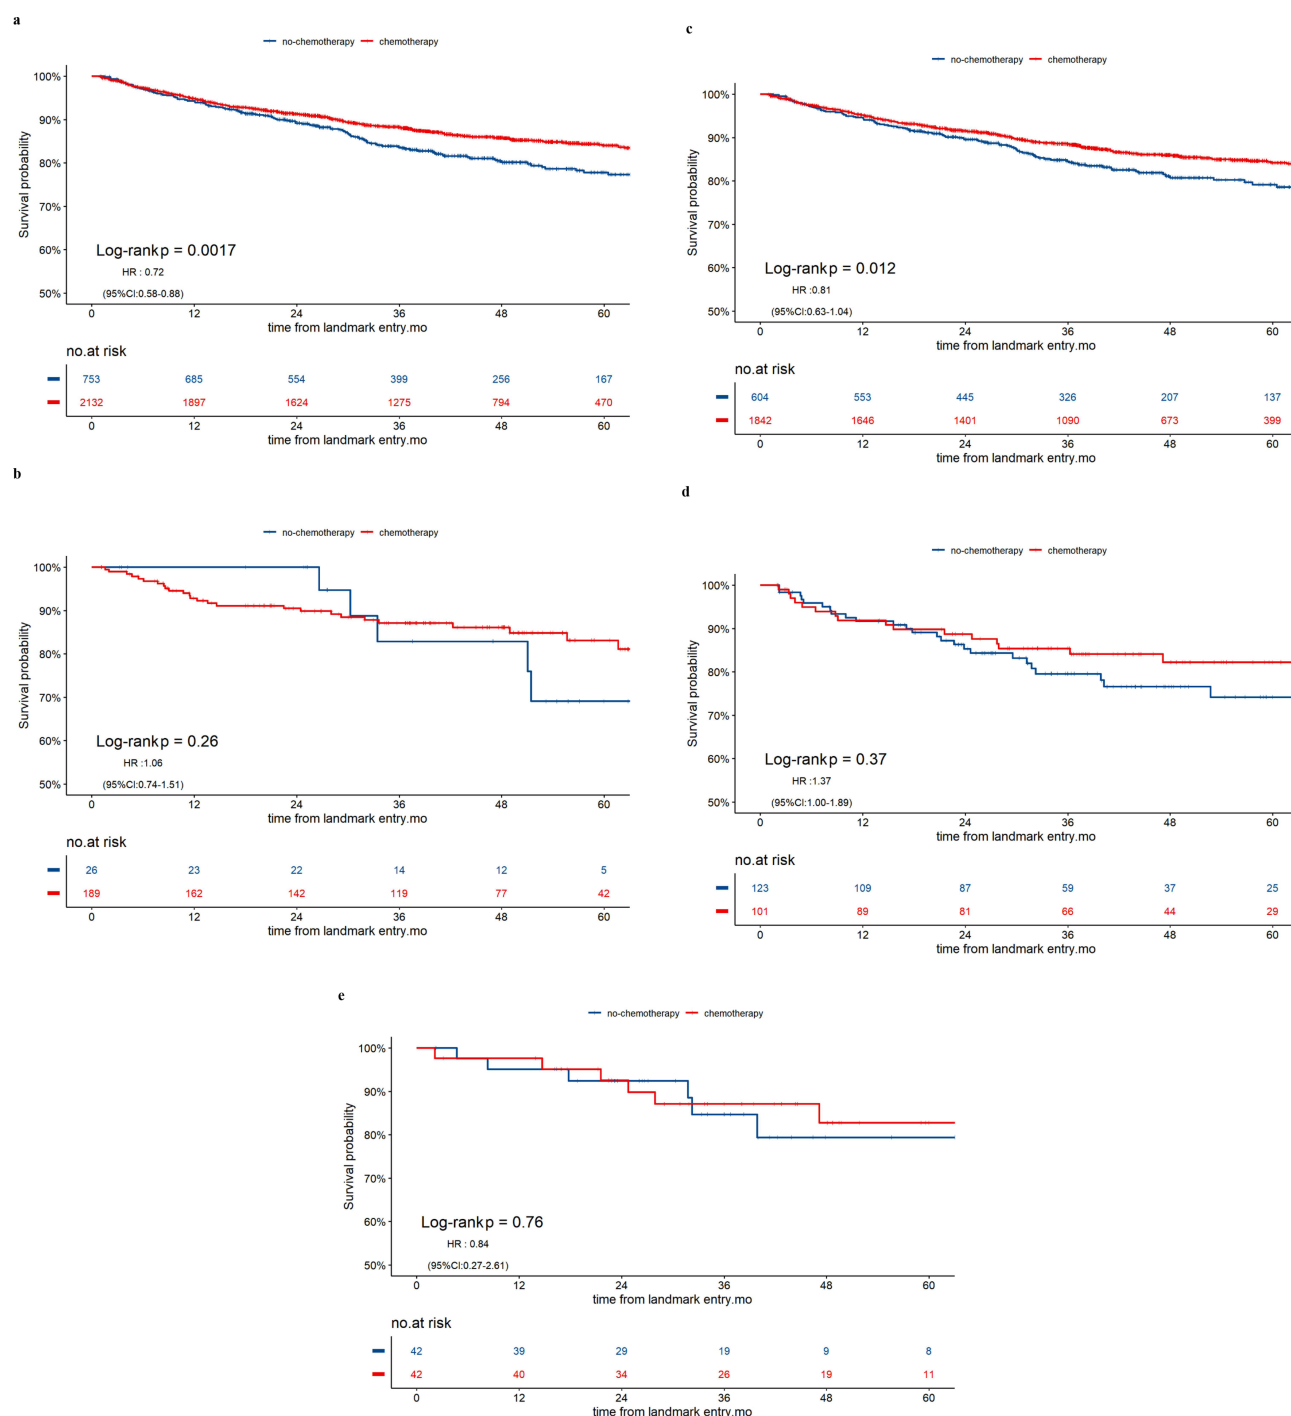 a
no-chemotherapy chemotherapy
100%
90%
80%
70%
60%
50%
Survival probability
Log-rank p = 0.0017
HR : 0.72
(95%CI:0.58-0.88)
0 12 24 36 48 60
time from landmark entry.mo
no.at risk
753 685 554 399 256 167
2132 1897 1624 1275 794 470
0 12 24 36 48 60
time from landmark entry.mo
c
no-chemotherapy chemotherapy
100%
90%
80%
70%
60%
50%
Survival probability
Log-rank p = 0.012
HR :0.81
(95%CI:0.63-1.04)
0 12 24 36 48 60
time from landmark entry.mo
no.at risk
604 553 445 326 207 137
1842 1646 1401 1090 673 399
0 12 24 36 48 60
time from landmark entry.mo
b
no-chemotherapy chemotherapy
100%
90%
80%
70%
60%
50%
Survival probability
Log-rank p = 0.26
HR :1.06
(95%CI:0.74-1.51)
0 12 24 36 48 60
time from landmark entry.mo
no.at risk
26 23 22 14 12 5
189 162 142 119 77 42
0 12 24 36 48 60
time from landmark entry.mo
d
no-chemotherapy chemotherapy
100%
90%
80%
70%
60%
50%
Survival probability
Log-rank p = 0.37
HR :1.37
(95%CI:1.00-1.89)
0 12 24 36 48 60
time from landmark entry.mo
no.at risk
123 109 87 59 37 25
101 89 81 66 44 29
0 12 24 36 48 60
time from landmark entry.mo
e
no-chemotherapy chemotherapy
100%
90%
80%
70%
60%
50%
Survival probability
Log-rank p = 0.76
HR : 0.84
(95%CI:0.27-2.61)
0 12 24 36 48 60
time from landmark entry.mo
no.at risk
42 39 29 19 9 8
42 40 34 26 19 11
0 12 24 36 48 60
time from landmark entry.mo